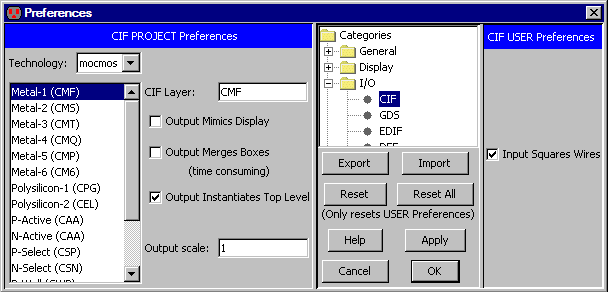 Preferences
CIF PROJECT Preferences
Technology: mocmos
Metal-1 (CMF)
Metal-2 (CMS)
Metal-3 (CMT)
Metal-4 (CMQ)
Metal-5 (CMP)
Metal-6 (CM6)
Polysilicon-1 (CPG)
Polysilicon-2 (CEL)
P-Active (CAA)
N-Active (CAA)
P-Select (CSP)
N-Select (CSN)
P-Well (CWP)
CIF Layer: CMF
Output Mimics Display
Output Merges Boxes
(time consuming)
Output Instantiates Top Level
Output scale: 1
Categories
General
Display
I/O
CIF
GDS
EDIF
DEF
Export Import
Reset Reset All
(Only resets USER Preferences)
Help Apply
Cancel OK
CIF USER Preferences
Input Squares Wires